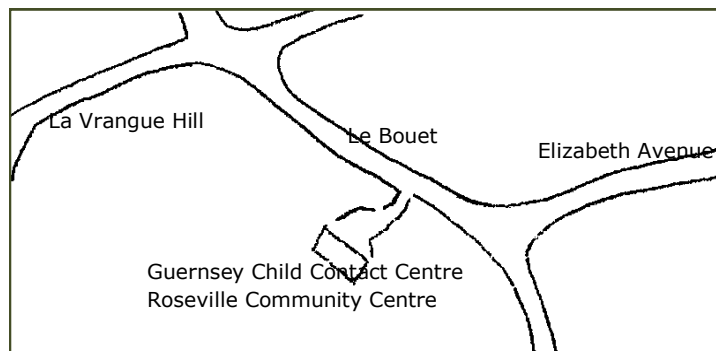 La Vrangue Hill
Le Bouet
Elizabeth Avenue
Guernsey Child Contact Centre
Roseville Community Centre